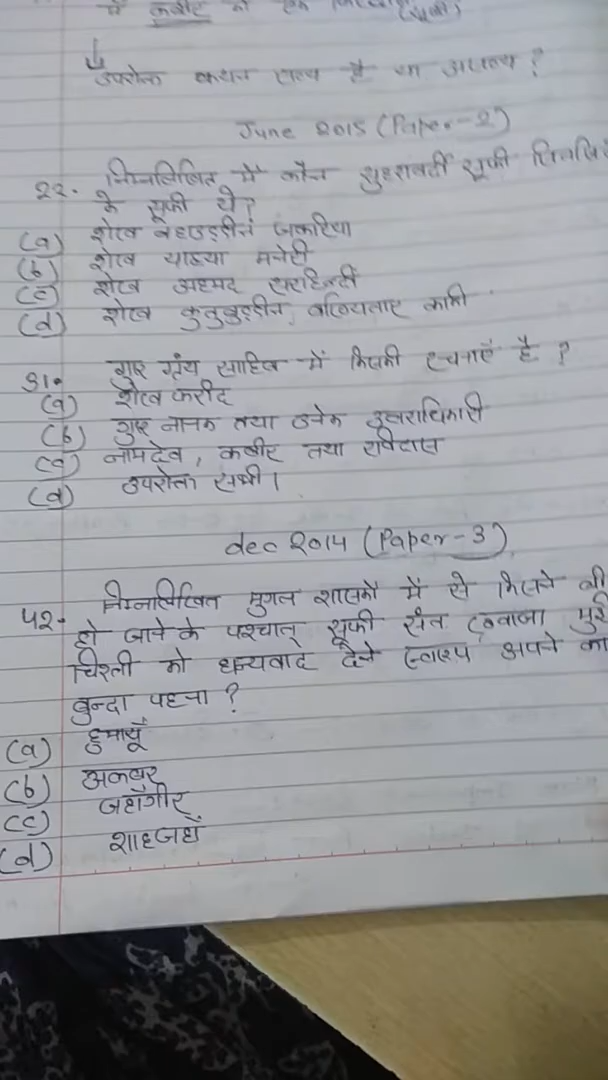 में कबीर
उपरोक्त कथन सत्य है या असत्य ?
June 2015 (Paper-2)
22. निम्नलिखित में कौन सुहरावर्दी सूफी
के सूफी थे ?
(a) शेख बहाउद्दीन जकारिया
(b) शेख याह्या मनेरी
(c) शेख अहमद सरहिन्दी
(d) शेख कुतुबुद्दीन बख्तियार काकी
31. गुरु ग्रंथ साहिब में किसकी रचनाएँ है ?
(a) शेख फरीद
(b) गुरु नानक तथा उनके उत्तराधिकारी
(c) नामदेव, कबीर तथा रविदास
(d) उपरोक्त सभी।
dec 2014 (Paper-3)
42. निम्नलिखित मुगल शासकों में से किसने बी
हो जाने के पश्चात् सूफी संत ख्वाजा मुई
चिश्ती को धन्यवाद देने स्वरूप अपने का
बुन्दा पहना ?
(a) हुमायूँ
(b) अकबर
(c) जहाँगीर
(d) शाहजहाँ